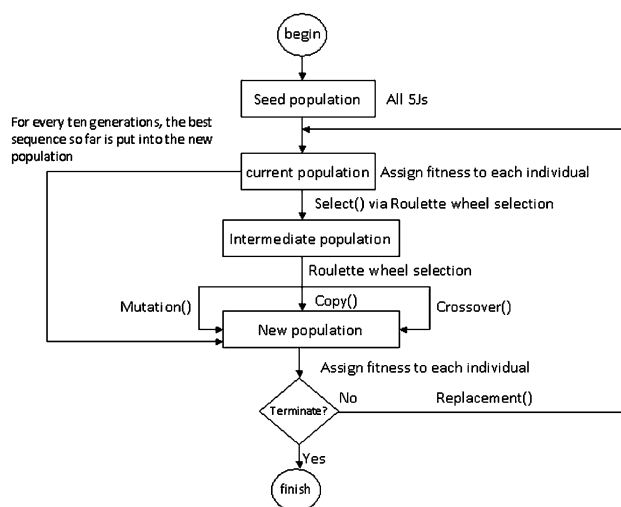 begin
Seed population
All 5Js
For every ten generations, the best
sequence so far is put into the new
population
current population
Assign fitness to each individual
Select() via Roulette wheel selection
Intermediate population
Roulette wheel selection
Mutation()
Copy()
Crossover()
New population
Assign fitness to each individual
Terminate?
No
Replacement()
Yes
finish